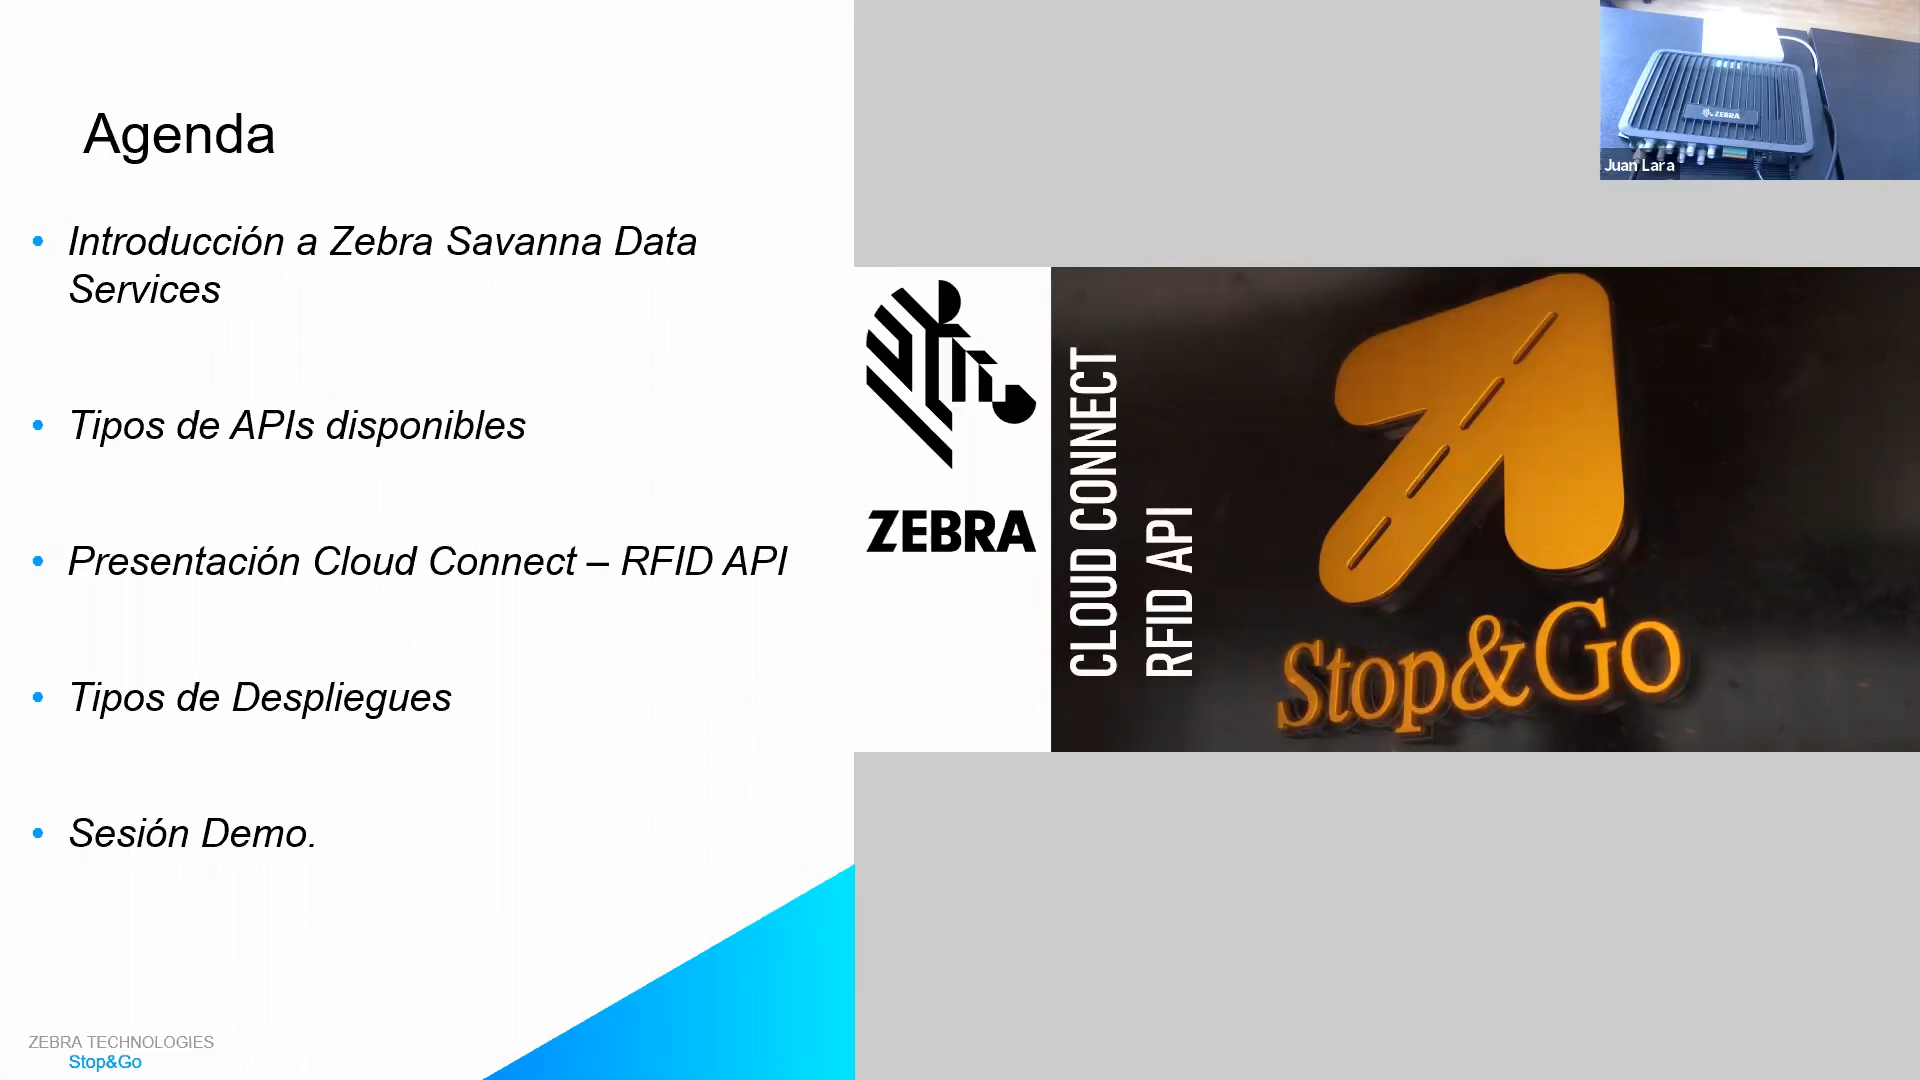 Agenda
• Introducción a Zebra Savanna Data
Services
• Tipos de APIs disponibles
• Presentación Cloud Connect – RFID API
• Tipos de Despliegues
• Sesión Demo.
ZEBRA TECHNOLOGIES
Stop&Go
ZEBRA
CLOUD CONNECT
RFID API
Stop&Go
ZEBRA
Juan Lara